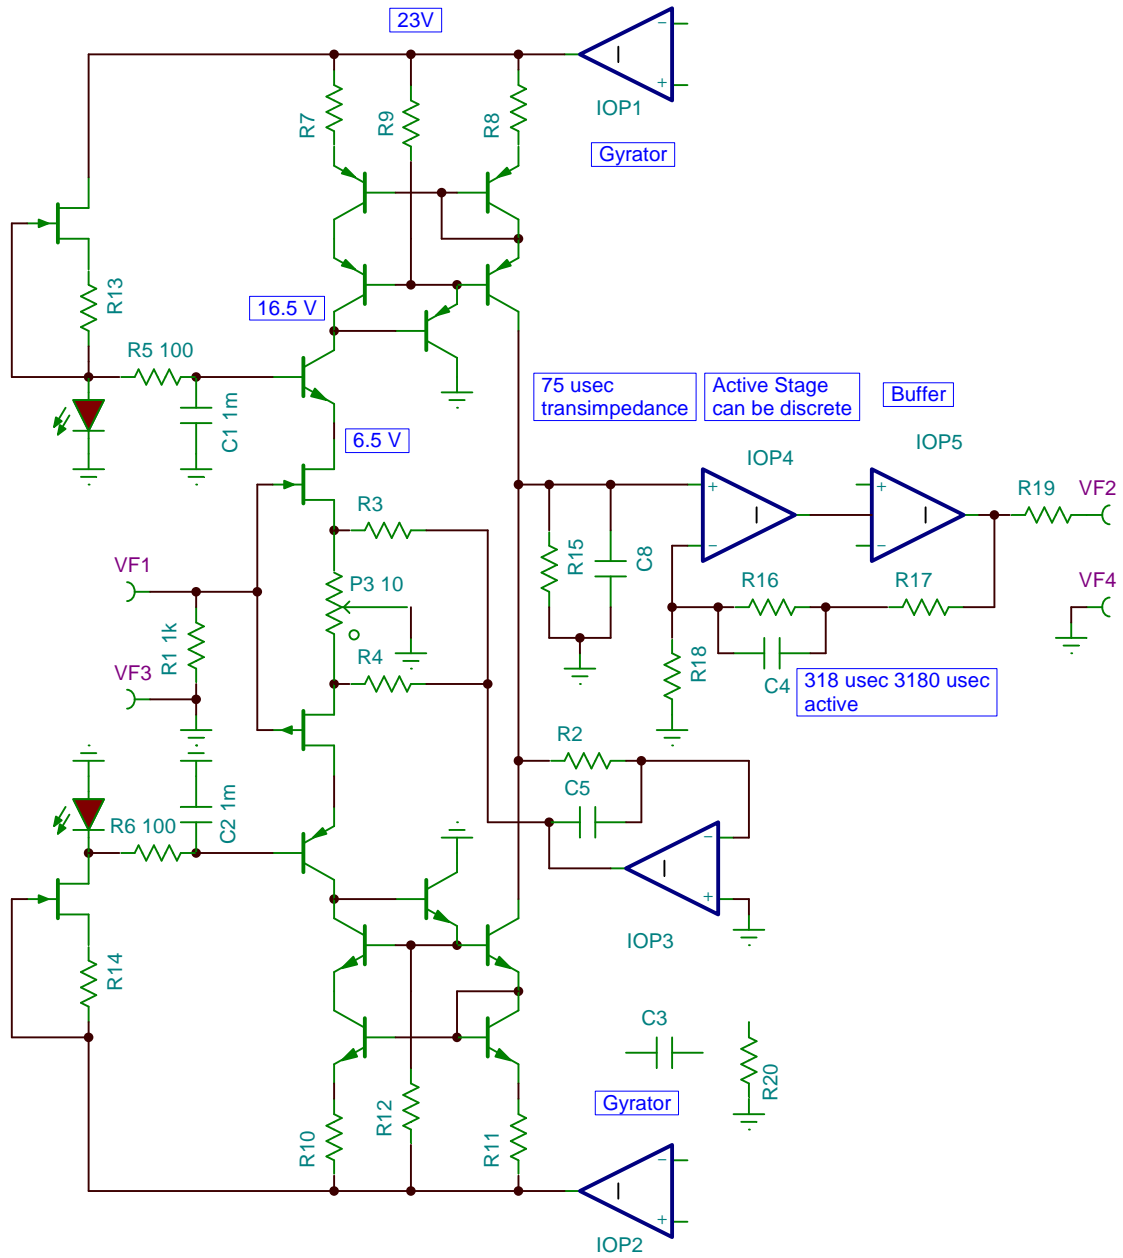 23V
IOP1
R7
R9
R8
Gyrator
R13
16.5 V
R5 100
C1 1m
6.5 V
75 usec
transimpedance
Active Stage
can be discrete
Buffer
IOP4
IOP5
R19
VF2
R3
R15
C8
VF1
P3 10
R16
R17
VF4
R1 1k
R4
R18
C4
318 usec 3180 usec
active
VF3
R2
C5
C2 1m
R6 100
IOP3
R14
C3
R20
R12
R10
R11
Gyrator
IOP2